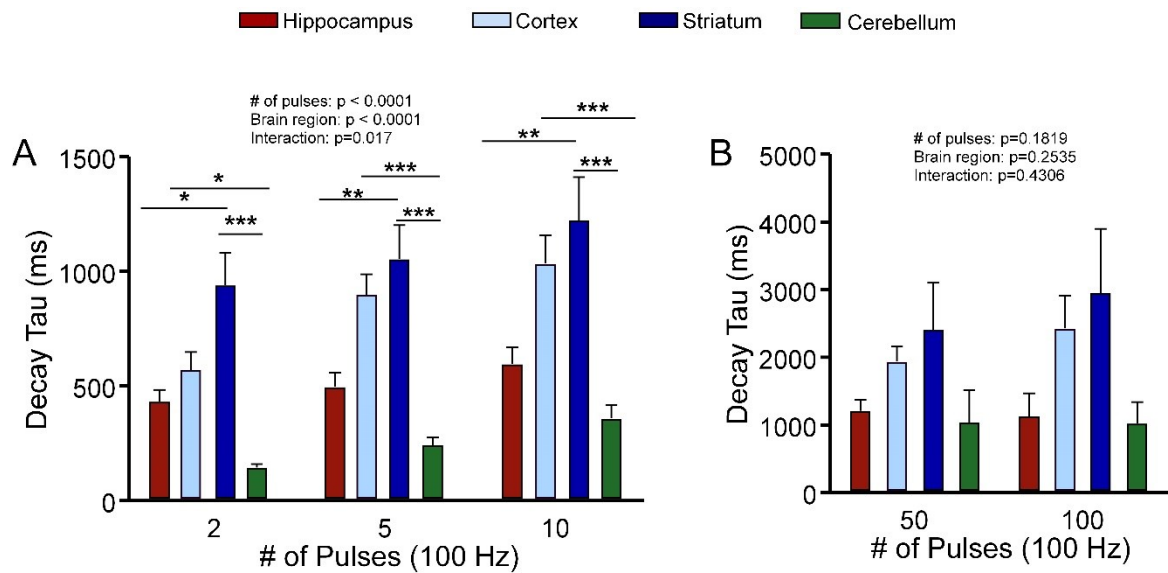 Hippocampus Cortex Striatum Cerebellum
A
# of pulses: p < 0.0001
Brain region: p < 0.0001
Interaction: p=0.017
* * ***
** *** ***
** *** ***
Decay Tau (ms)
1500
1000
500
0
2 5 10
# of Pulses (100 Hz)
B
# of pulses: p=0.1819
Brain region: p=0.2535
Interaction: p=0.4306
Decay Tau (ms)
5000
4000
3000
2000
1000
0
50 100
# of Pulses (100 Hz)